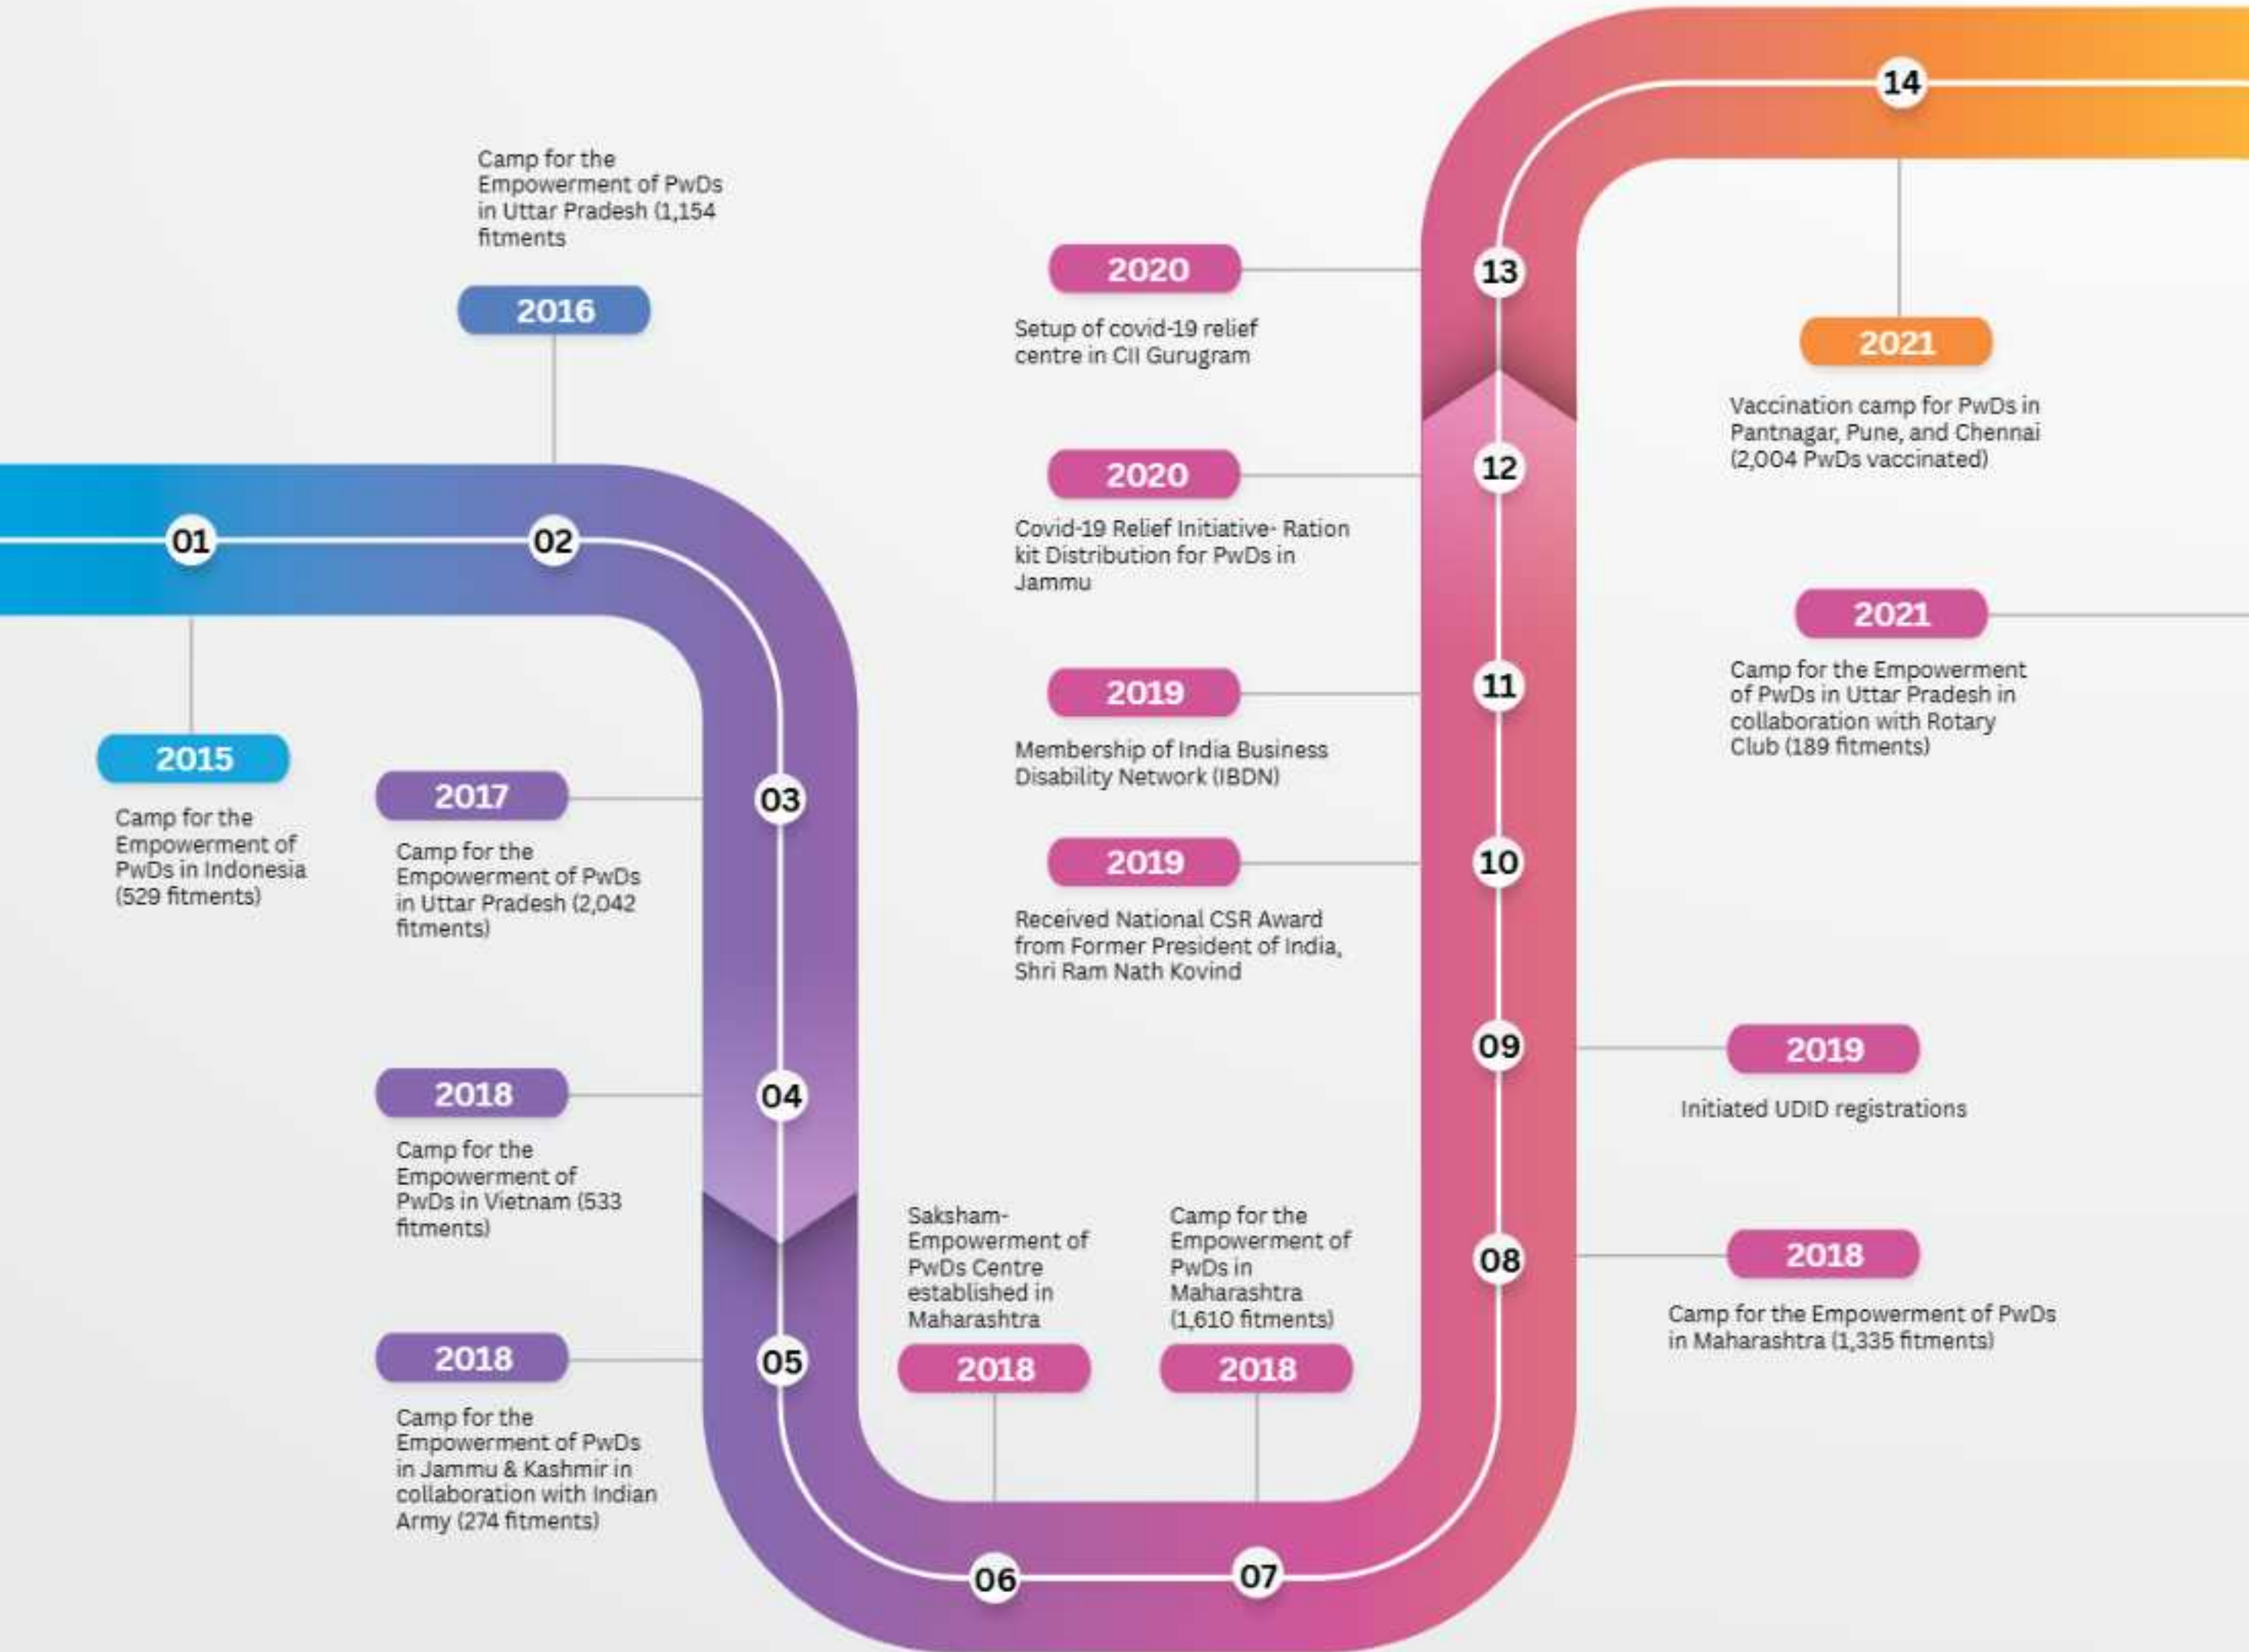 01
2015
Camp for the
Empowerment of
PwDs in Indonesia
(529 fitments)
Camp for the
Empowerment of PwDs
in Uttar Pradesh (1,154
fitments
2016
02
03
2017
Camp for the
Empowerment of PwDs
in Uttar Pradesh (2,042
fitments)
04
2018
Camp for the
Empowerment of
PwDs in Vietnam (533
fitments)
05
2018
Camp for the
Empowerment of PwDs
in Jammu & Kashmir in
collaboration with Indian
Army (274 fitments)
Saksham-
Empowerment of
PwDs Centre
established in
Maharashtra
2018
06
Camp for the
Empowerment of
PwDs in
Maharashtra
(1,610 fitments)
2018
07
08
2018
Camp for the Empowerment of PwDs
in Maharashtra (1,335 fitments)
09
2019
Initiated UDID registrations
10
2019
Received National CSR Award
from Former President of India,
Shri Ram Nath Kovind
11
2019
Membership of India Business
Disability Network (IBDN)
12
2020
Covid-19 Relief Initiative- Ration
kit Distribution for PwDs in
Jammu
13
2020
Setup of covid-19 relief
centre in CII Gurugram
14
2021
Vaccination camp for PwDs in
Pantnagar, Pune, and Chennai
(2,004 PwDs vaccinated)
2021
Camp for the Empowerment
of PwDs in Uttar Pradesh in
collaboration with Rotary
Club (189 fitments)